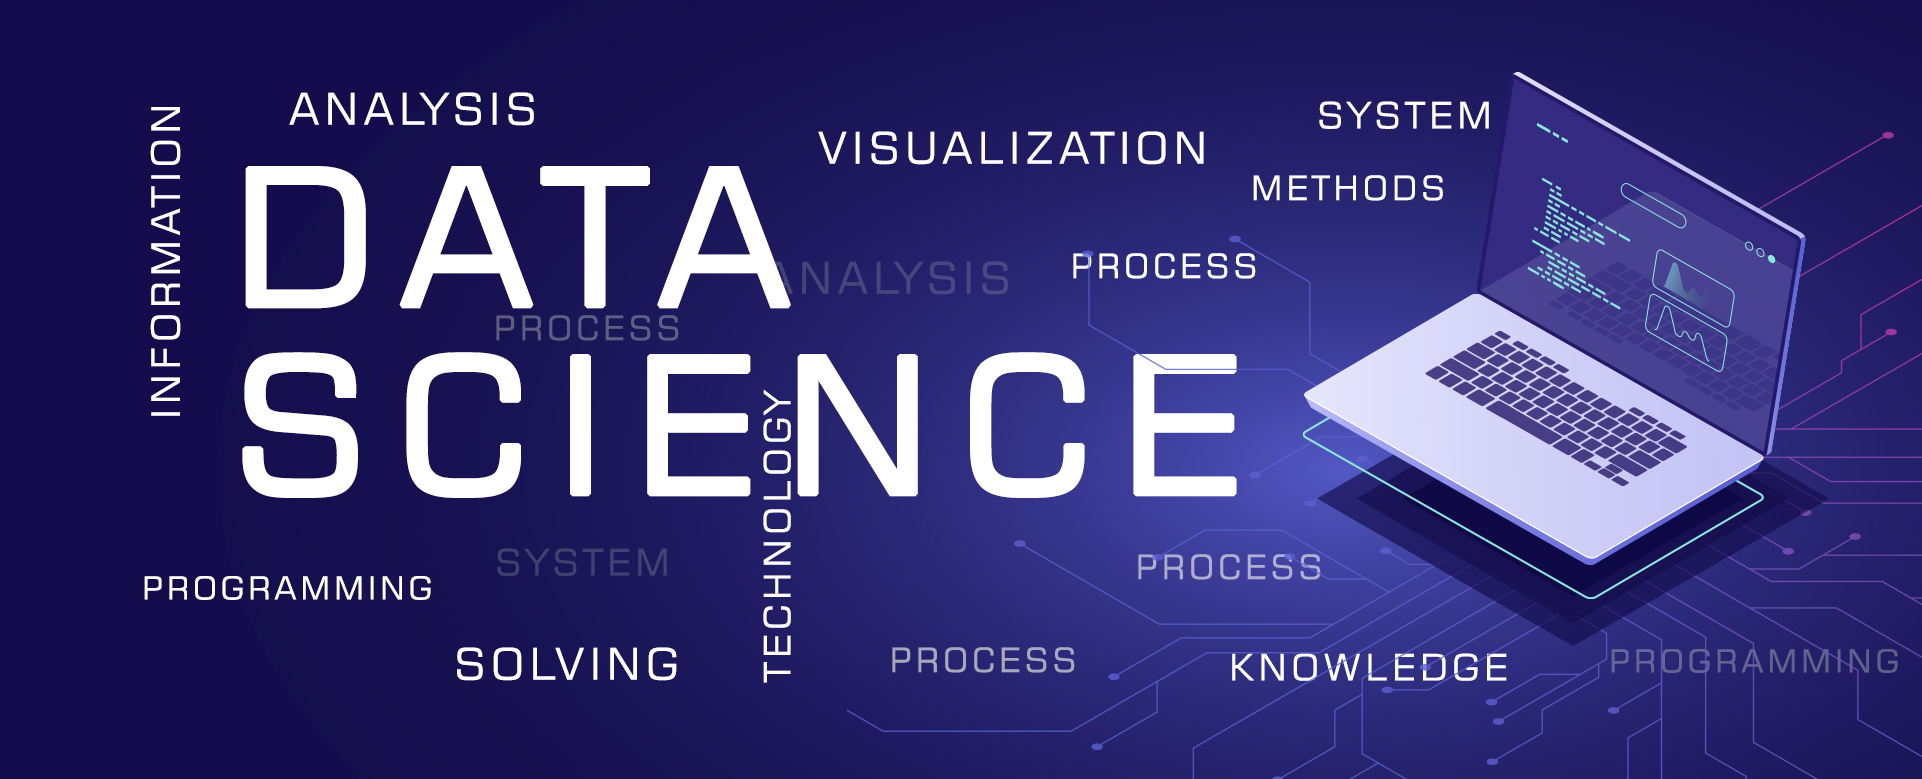 INFORMATION
ANALYSIS
VISUALIZATION
SYSTEM
METHODS
DATA
ANALYSIS
PROCESS
PROCESS
SCIENCE
TECHNOLOGY
SYSTEM
PROCESS
PROGRAMMING
SOLVING
PROCESS
KNOWLEDGE
PROGRAMMING